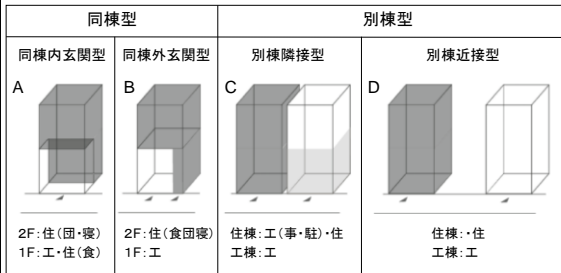 同棟型
別棟型
同棟内玄関型
同棟外玄関型
別棟隣接型
別棟近接型
A
B
C
D
2F:住(団・寝)
1F:工・住(食)
2F:住(食団寝)
1F:工
住棟:工(事・駐)・住
工棟:工
住棟:・住
工棟:工